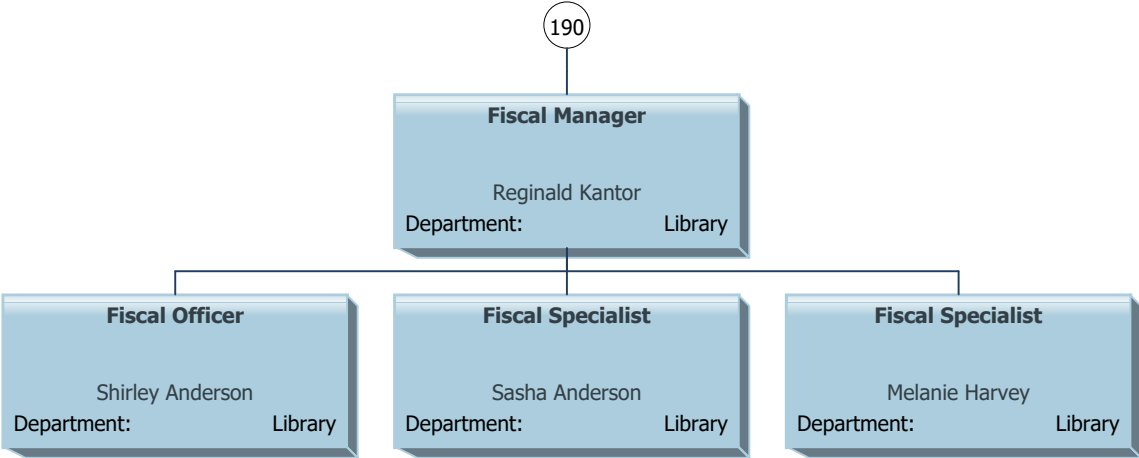 190
Fiscal Manager
Reginald Kantor
Department: Library
Fiscal Officer
Shirley Anderson
Department: Library
Fiscal Specialist
Sasha Anderson
Department: Library
Fiscal Specialist
Melanie Harvey
Department: Library